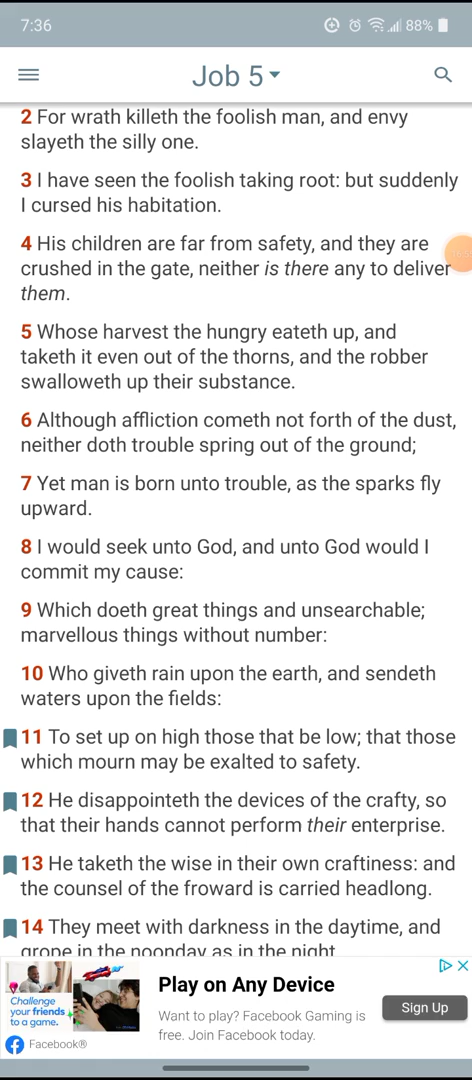 7:36
88%
Job 5
2 For wrath killeth the foolish man, and envy
slayeth the silly one.
3 I have seen the foolish taking root: but suddenly
I cursed his habitation.
4 His children are far from safety, and they are
crushed in the gate, neither is there any to deliver
them.
5 Whose harvest the hungry eateth up, and
taketh it even out of the thorns, and the robber
swalloweth up their substance.
6 Although affliction cometh not forth of the dust,
neither doth trouble spring out of the ground;
7 Yet man is born unto trouble, as the sparks fly
upward.
8 I would seek unto God, and unto God would I
commit my cause:
9 Which doeth great things and unsearchable;
marvellous things without number:
10 Who giveth rain upon the earth, and sendeth
waters upon the fields:
11 To set up on high those that be low; that those
which mourn may be exalted to safety.
12 He disappointeth the devices of the crafty, so
that their hands cannot perform their enterprise.
13 He taketh the wise in their own craftiness: and
the counsel of the froward is carried headlong.
14 They meet with darkness in the daytime, and
grope in the noonday as in the night.
Challenge
your friends
to a game.
Facebook®
Play on Any Device
Want to play? Facebook Gaming is
free. Join Facebook today.
Sign Up